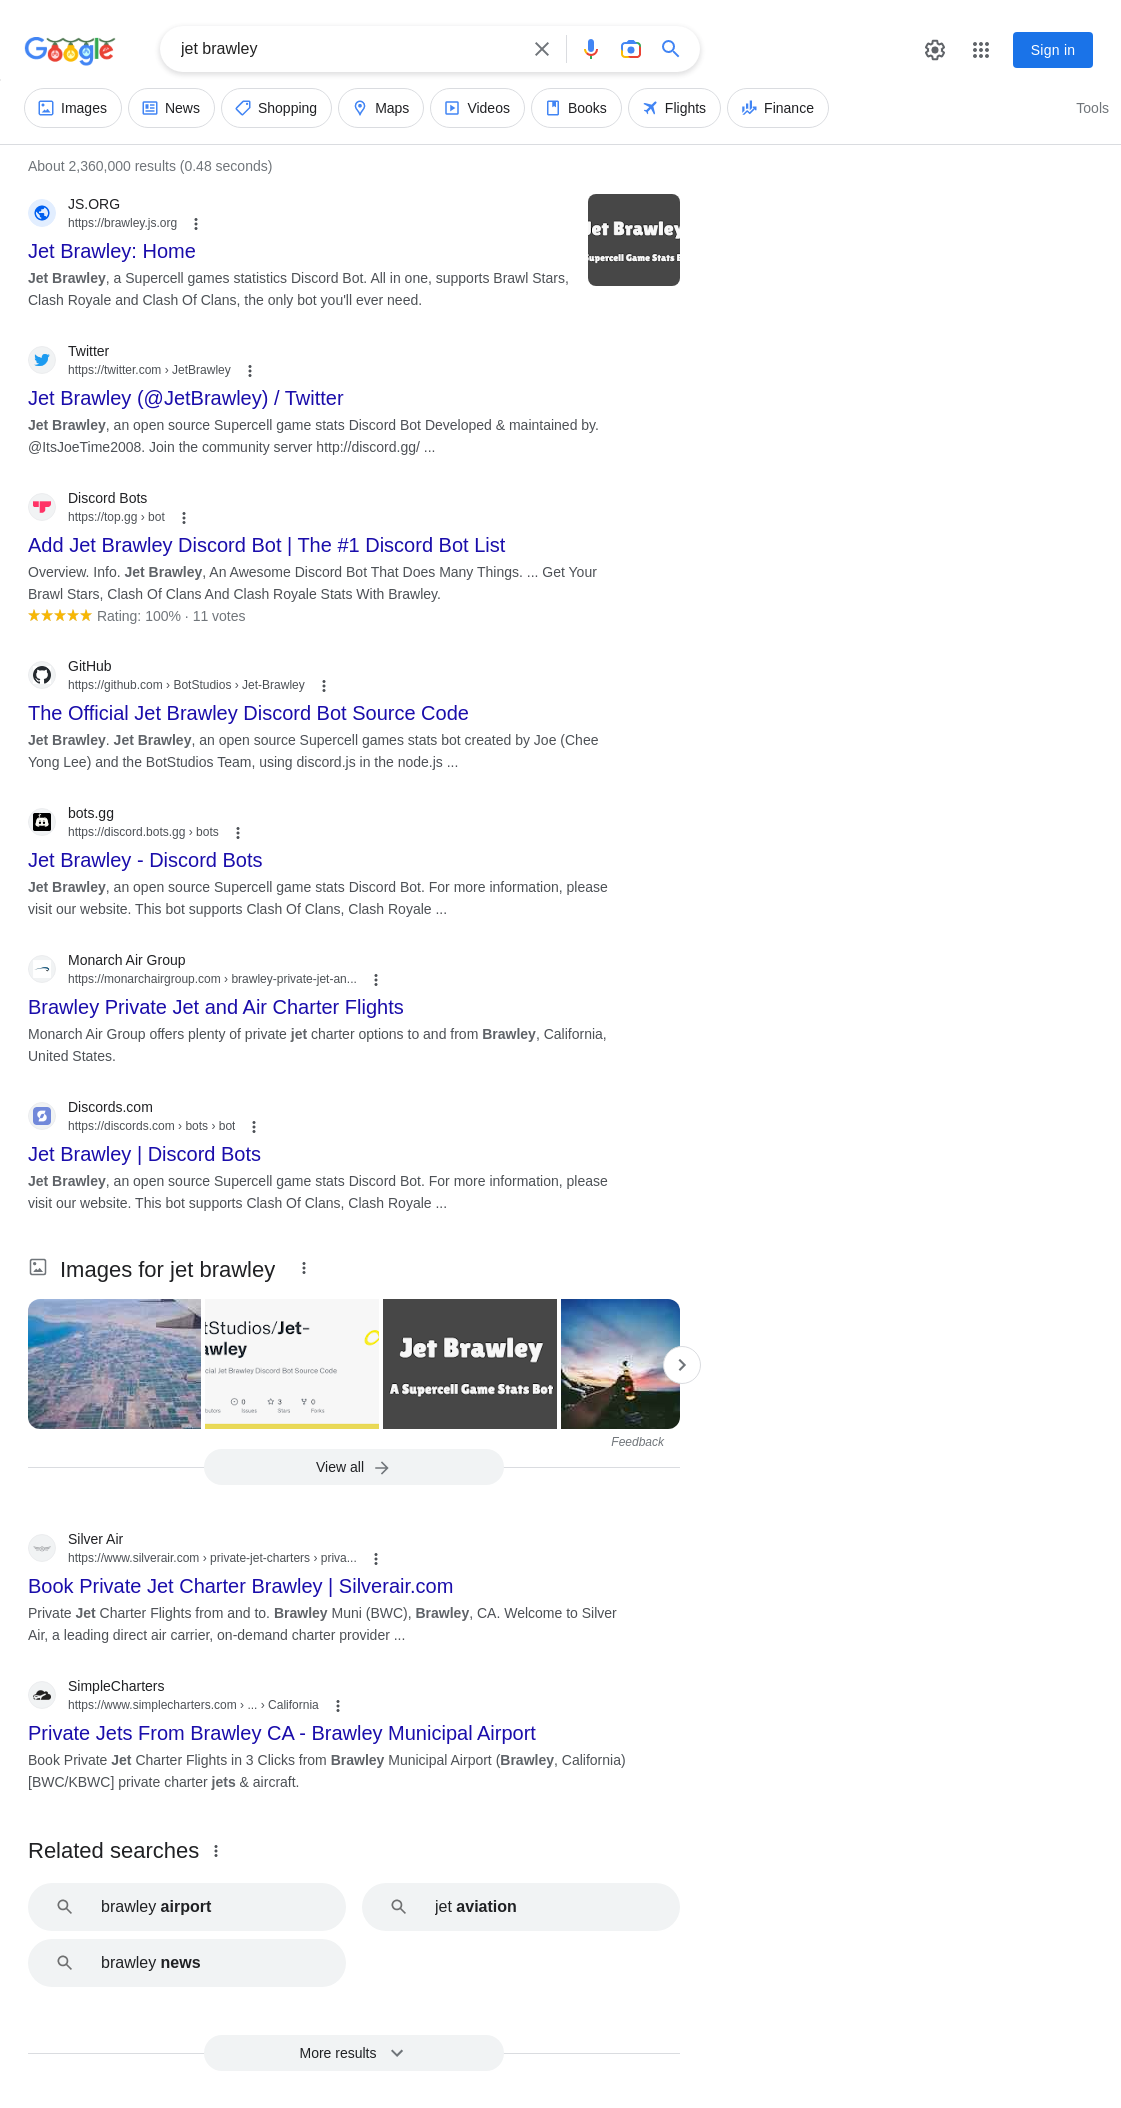 Google
jet brawley
Sign in
Images
News
Shopping
Maps
Videos
Books
Flights
Finance
Tools
About 2,360,000 results (0.48 seconds)
JS.ORG
https://brawley.js.org
Jet Brawley: Home
Jet Brawley, a Supercell games statistics Discord Bot. All in one, supports Brawl Stars,
Clash Royale and Clash Of Clans, the only bot you'll ever need.
Jet Brawley
Supercell Game Stats B
Twitter
https://twitter.com › JetBrawley
Jet Brawley (@JetBrawley) / Twitter
Jet Brawley, an open source Supercell game stats Discord Bot Developed & maintained by.
@ItsJoeTime2008. Join the community server http://discord.gg/ ...
Discord Bots
https://top.gg › bot
Add Jet Brawley Discord Bot | The #1 Discord Bot List
Overview. Info. Jet Brawley, An Awesome Discord Bot That Does Many Things. ... Get Your
Brawl Stars, Clash Of Clans And Clash Royale Stats With Brawley.
Rating: 100% · 11 votes
GitHub
https://github.com › BotStudios › Jet-Brawley
The Official Jet Brawley Discord Bot Source Code
Jet Brawley. Jet Brawley, an open source Supercell games stats bot created by Joe (Chee
Yong Lee) and the BotStudios Team, using discord.js in the node.js ...
bots.gg
https://discord.bots.gg › bots
Jet Brawley - Discord Bots
Jet Brawley, an open source Supercell game stats Discord Bot. For more information, please
visit our website. This bot supports Clash Of Clans, Clash Royale ...
Monarch Air Group
https://monarchairgroup.com › brawley-private-jet-an...
Brawley Private Jet and Air Charter Flights
Monarch Air Group offers plenty of private jet charter options to and from Brawley, California,
United States.
Discords.com
https://discords.com › bots › bot
Jet Brawley | Discord Bots
Jet Brawley, an open source Supercell game stats Discord Bot. For more information, please
visit our website. This bot supports Clash Of Clans, Clash Royale ...
Images for jet brawley
tStudios/Jet-
awley
cial Jet Brawley Discord Bot Source Code
0
3
0
butors
Issues
Stars
Forks
Jet Brawley
A Supercell Game Stats Bot
Feedback
View all
Silver Air
https://www.silverair.com › private-jet-charters › priva...
Book Private Jet Charter Brawley | Silverair.com
Private Jet Charter Flights from and to. Brawley Muni (BWC), Brawley, CA. Welcome to Silver
Air, a leading direct air carrier, on-demand charter provider ...
SimpleCharters
https://www.simplecharters.com › ... › California
Private Jets From Brawley CA - Brawley Municipal Airport
Book Private Jet Charter Flights in 3 Clicks from Brawley Municipal Airport (Brawley, California)
[BWC/KBWC] private charter jets & aircraft.
Related searches
brawley airport
jet aviation
brawley news
More results